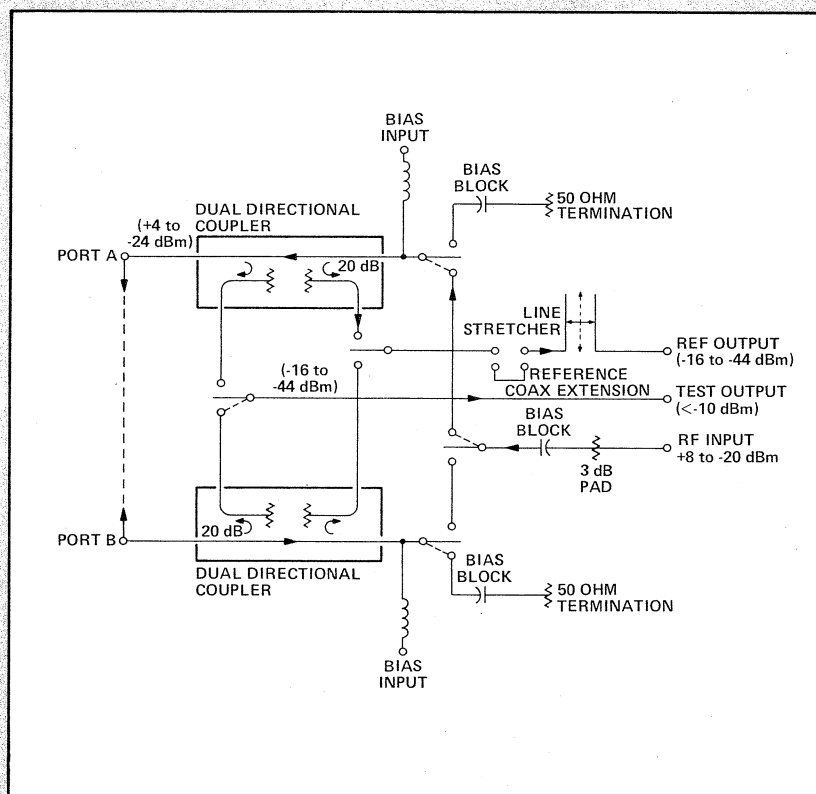 BIAS
INPUT
BIAS
BLOCK
50 OHM
TERMINATION
DUAL DIRECTIONAL
COUPLER
(+4 to
-24 dBm)
PORT A
20 dB
LINE
STRETCHER
REF OUTPUT
(-16 to -44 dBm)
(-16 to
-44 dBm)
REFERENCE
COAX EXTENSION
TEST OUTPUT
(<-10 dBm)
BIAS
BLOCK
RF INPUT
+8 to -20 dBm
3 dB
PAD
20 dB
PORT B
DUAL DIRECTIONAL
COUPLER
BIAS
BLOCK
50 OHM
TERMINATION
BIAS
INPUT